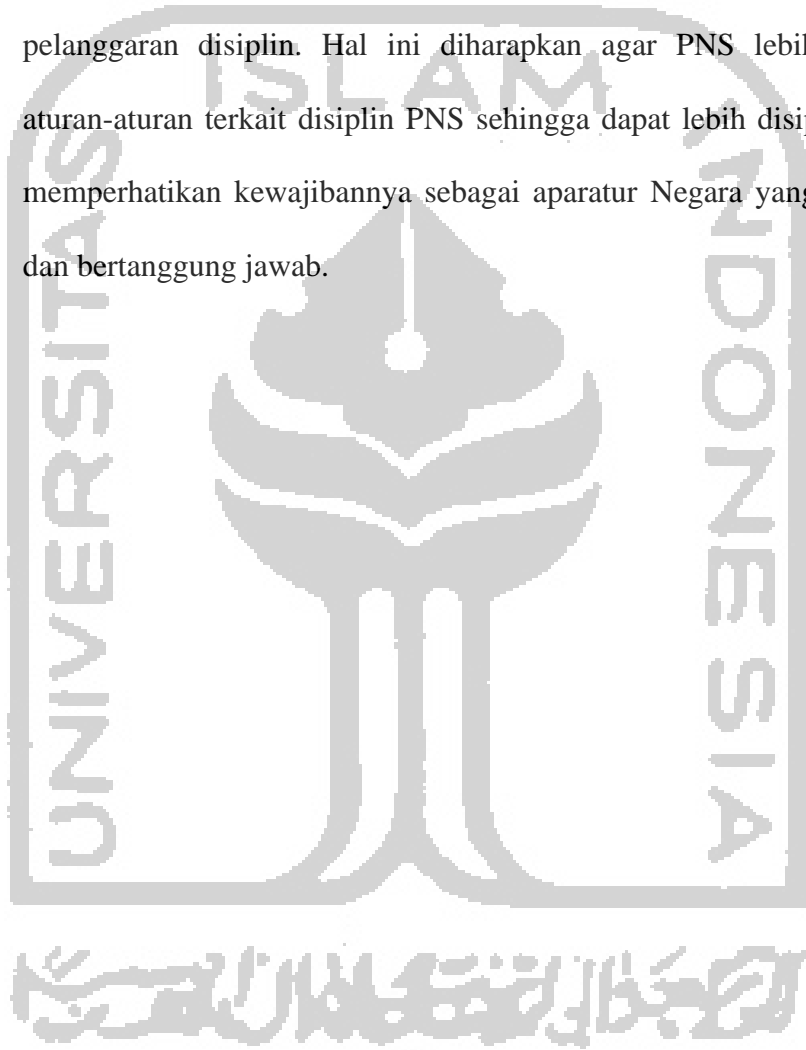 pelanggaran disiplin. Hal ini diharapkan agar PNS lebih
aturan-aturan terkait disiplin PNS sehingga dapat lebih
memperhatikan kewajibannya sebagai aparatur Negara yang
dan bertanggung jawab.
ISLAM
UNIVERSITAS
INDONESIA